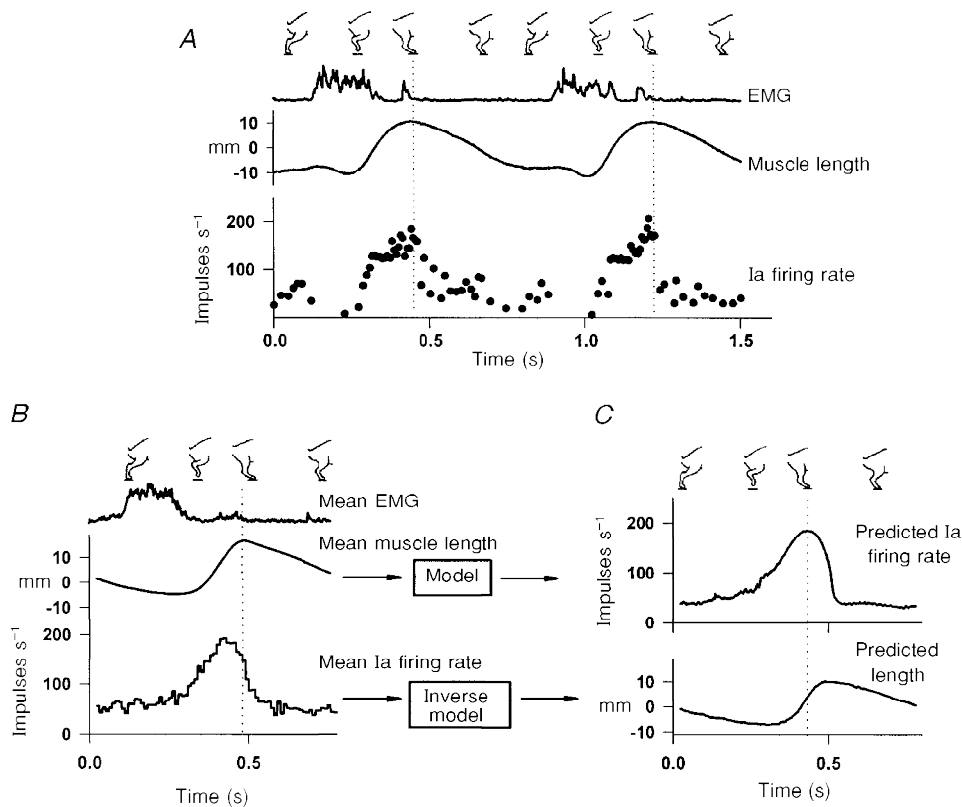 A
EMG
10
mm 0
-10
Muscle length
Impulses s⁻¹
200
100
Ia firing rate
0.0 0.5 1.0 1.5
Time (s)
B
C
Mean EMG
Mean muscle length
10
mm 0
-10
Model
Impulses s⁻¹
200
100
0
Mean Ia firing rate
Inverse
model
0.0 0.5
Time (s)
Impulses s⁻¹
200
100
0
Predicted Ia
firing rate
Predicted
length
10
mm 0
-10
0.0 0.5
Time (s)